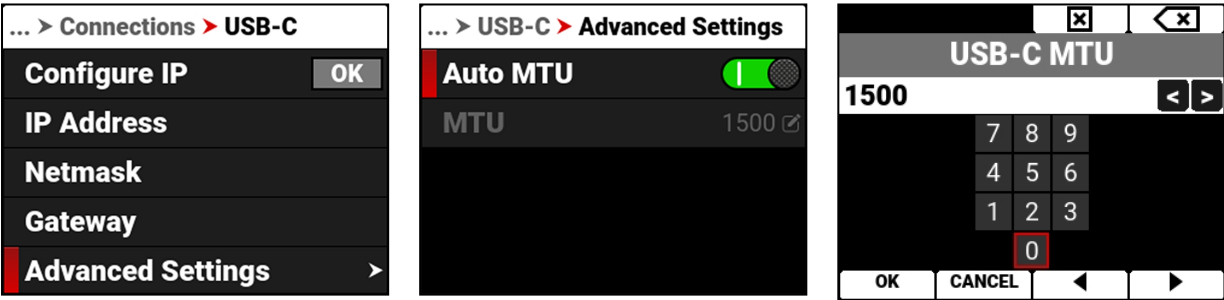 ... > Connections > USB-C
Configure IP OK
IP Address
Netmask
Gateway
Advanced Settings >
... > USB-C > Advanced Settings
Auto MTU
MTU 1500
USB-C MTU
1500 < >
7 8 9
4 5 6
1 2 3
0
OK CANCEL ◀ ▶